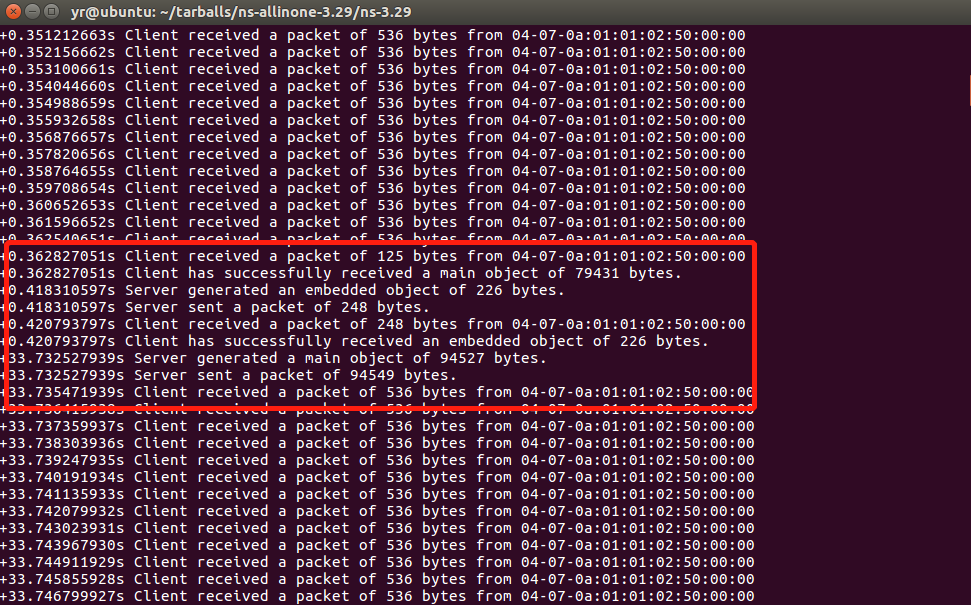 yr@ubuntu: ~/tarballs/ns-allinone-3.29/ns-3.29
+0.351212663s Client received a packet of 536 bytes from 04-07-0a:01:01:02:50:00:00
+0.352156662s Client received a packet of 536 bytes from 04-07-0a:01:01:02:50:00:00
+0.353100661s Client received a packet of 536 bytes from 04-07-0a:01:01:02:50:00:00
+0.354044660s Client received a packet of 536 bytes from 04-07-0a:01:01:02:50:00:00
+0.354988659s Client received a packet of 536 bytes from 04-07-0a:01:01:02:50:00:00
+0.355932658s Client received a packet of 536 bytes from 04-07-0a:01:01:02:50:00:00
+0.356876657s Client received a packet of 536 bytes from 04-07-0a:01:01:02:50:00:00
+0.357820656s Client received a packet of 536 bytes from 04-07-0a:01:01:02:50:00:00
+0.358764655s Client received a packet of 536 bytes from 04-07-0a:01:01:02:50:00:00
+0.359708654s Client received a packet of 536 bytes from 04-07-0a:01:01:02:50:00:00
+0.360652653s Client received a packet of 536 bytes from 04-07-0a:01:01:02:50:00:00
+0.361596652s Client received a packet of 536 bytes from 04-07-0a:01:01:02:50:00:00
+0.362540651s Client received a packet of 536 bytes from 04-07-0a:01:01:02:50:00:00
+0.362827051s Client received a packet of 125 bytes from 04-07-0a:01:01:02:50:00:00
+0.362827051s Client has successfully received a main object of 79431 bytes.
+0.418310597s Server generated an embedded object of 226 bytes.
+0.418310597s Server sent a packet of 248 bytes.
+0.420793797s Client received a packet of 248 bytes from 04-07-0a:01:01:02:50:00:00
+0.420793797s Client has successfully received an embedded object of 226 bytes.
+33.732527939s Server generated a main object of 94527 bytes.
+33.732527939s Server sent a packet of 94549 bytes.
+33.735471939s Client received a packet of 536 bytes from 04-07-0a:01:01:02:50:00:00
+33.736415938s Client received a packet of 536 bytes from 04-07-0a:01:01:02:50:00:00
+33.737359937s Client received a packet of 536 bytes from 04-07-0a:01:01:02:50:00:00
+33.738303936s Client received a packet of 536 bytes from 04-07-0a:01:01:02:50:00:00
+33.739247935s Client received a packet of 536 bytes from 04-07-0a:01:01:02:50:00:00
+33.740191934s Client received a packet of 536 bytes from 04-07-0a:01:01:02:50:00:00
+33.741135933s Client received a packet of 536 bytes from 04-07-0a:01:01:02:50:00:00
+33.742079932s Client received a packet of 536 bytes from 04-07-0a:01:01:02:50:00:00
+33.743023931s Client received a packet of 536 bytes from 04-07-0a:01:01:02:50:00:00
+33.743967930s Client received a packet of 536 bytes from 04-07-0a:01:01:02:50:00:00
+33.744911929s Client received a packet of 536 bytes from 04-07-0a:01:01:02:50:00:00
+33.745855928s Client received a packet of 536 bytes from 04-07-0a:01:01:02:50:00:00
+33.746799927s Client received a packet of 536 bytes from 04-07-0a:01:01:02:50:00:00